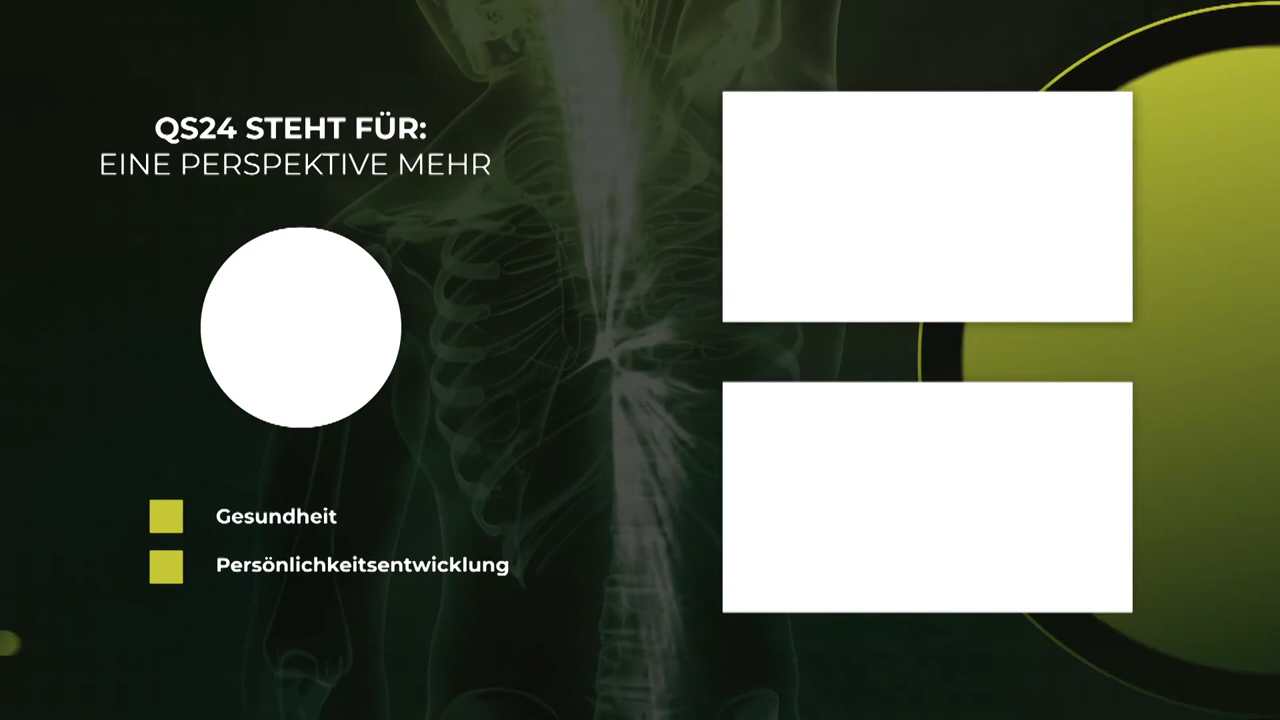 QS24 STEHT FÜR:
EINE PERSPEKTIVE MEHR
Gesundheit
Persönlichkeitsentwicklung